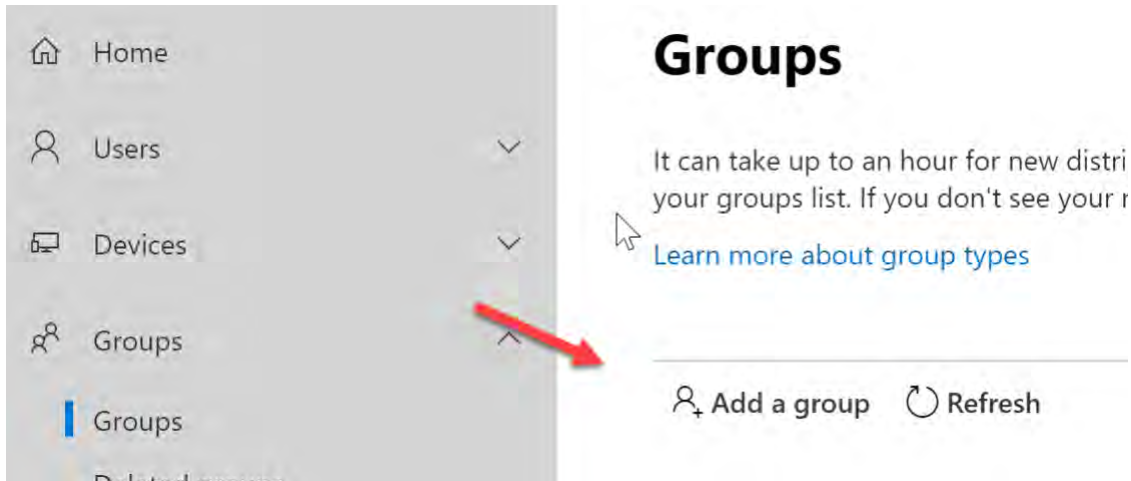 Home
Users
Devices
Groups
Groups
Groups
It can take up to an hour for new distri
your groups list. If you don't see your
Learn more about group types
Add a group
Refresh